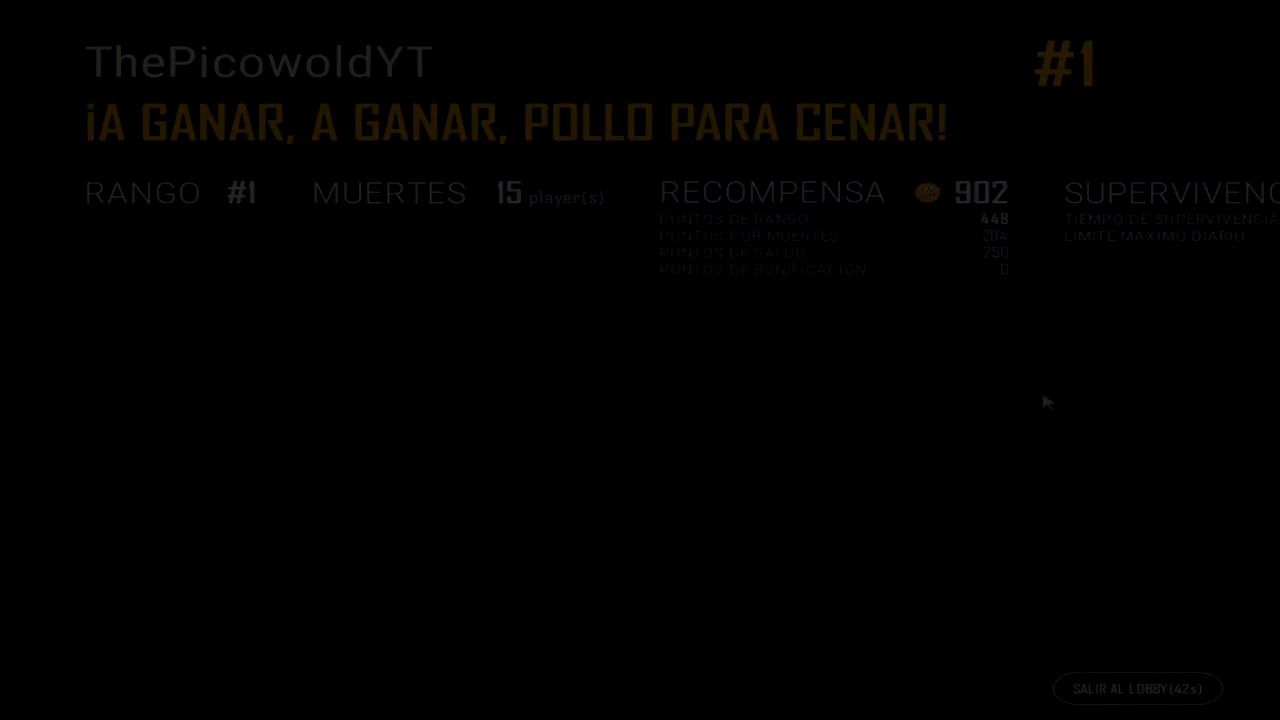 ThePicowoldYT #1
¡A GANAR, A GANAR, POLLO PARA CENAR!
RANGO #1 MUERTES 15 player(s) RECOMPENSA 902 SUPERVIVENC
PUNTOS DE RANGO 448 TIEMPO DE SUPERVIVENCIA
PUNTOS POR MUERTES 204 LÍMITE MÁXIMO DIARIO
PUNTOS DE SALUD 250
PUNTOS DE BONIFICACIÓN 0
SALIR AL LOBBY(42s)